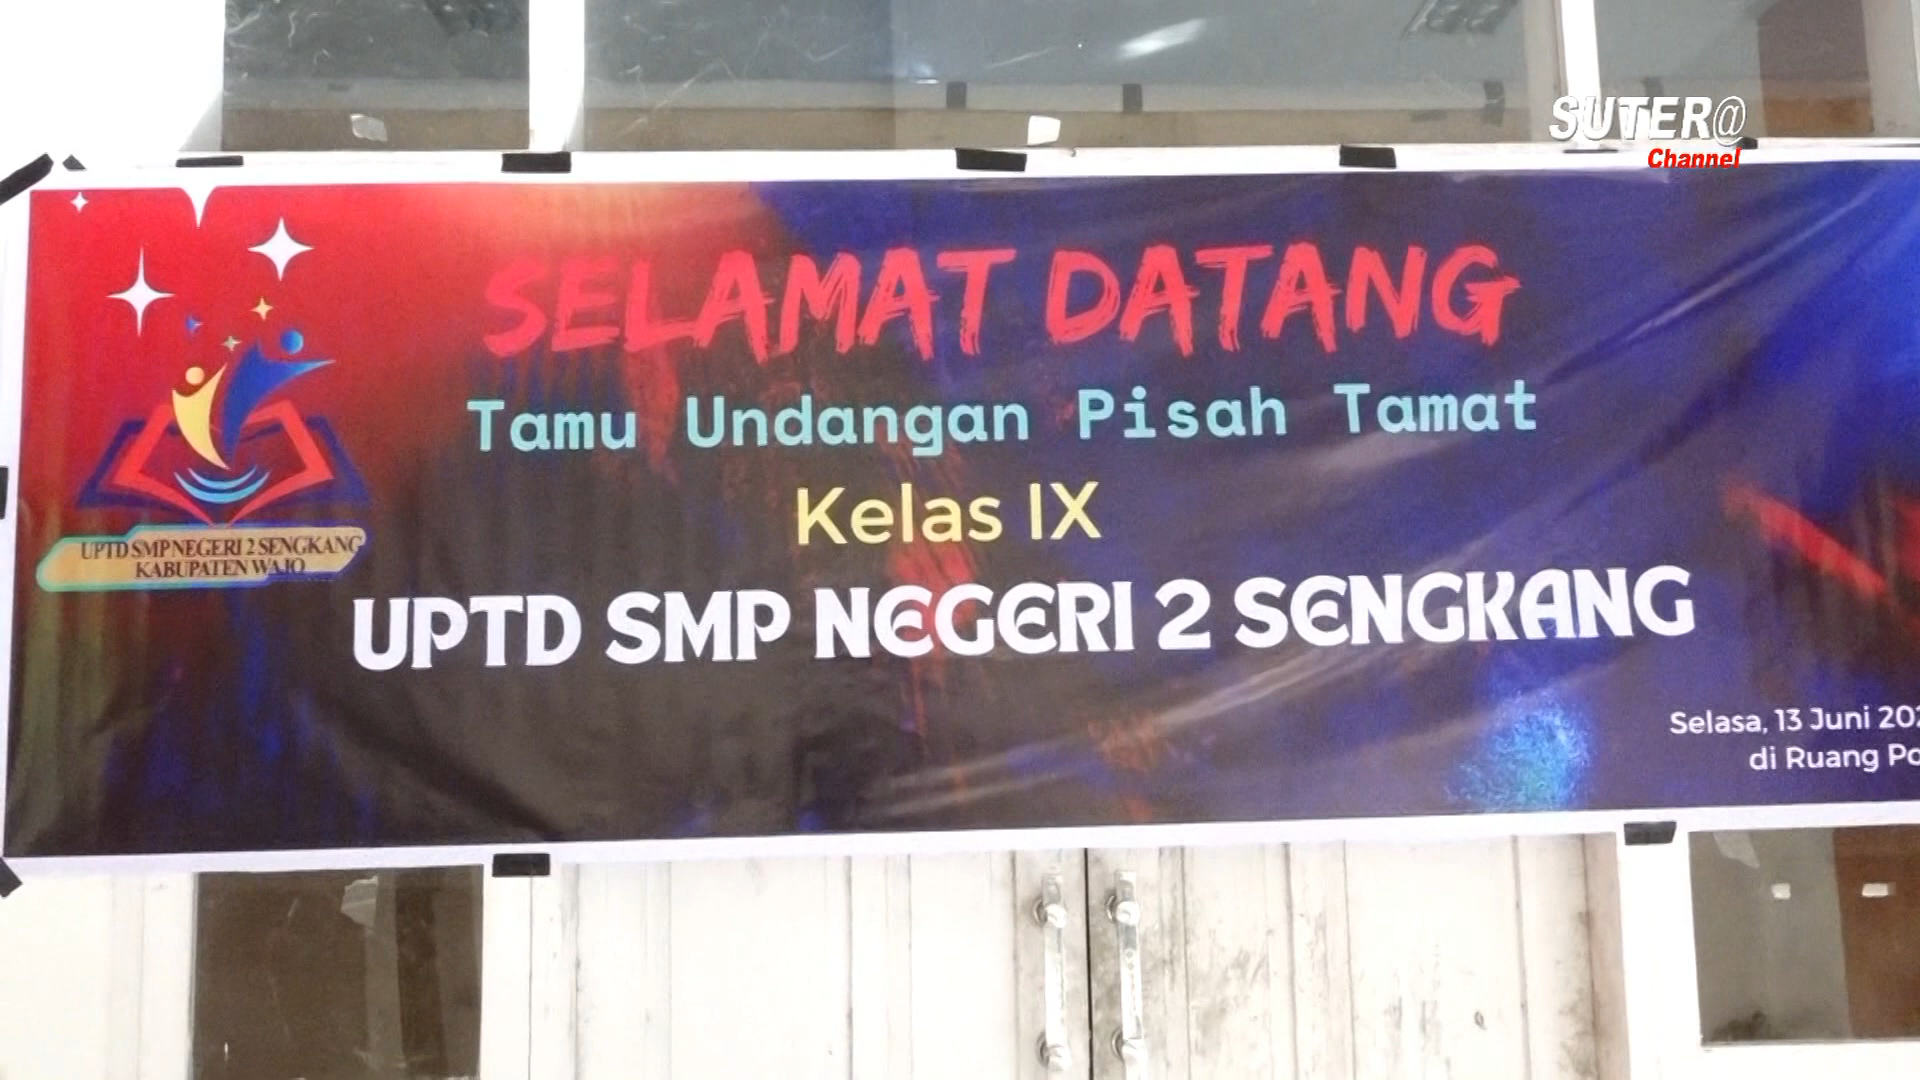 SUTER@
Channel
SELAMAT DATANG
Tamu Undangan Pisah Tamat
Kelas IX
UPTD SMP NEGERI 2 SENGKANG
KABUPATEN WAJO
UPTD SMP NEGERI 2 SENGKANG
Selasa, 13 Juni
di Ruang